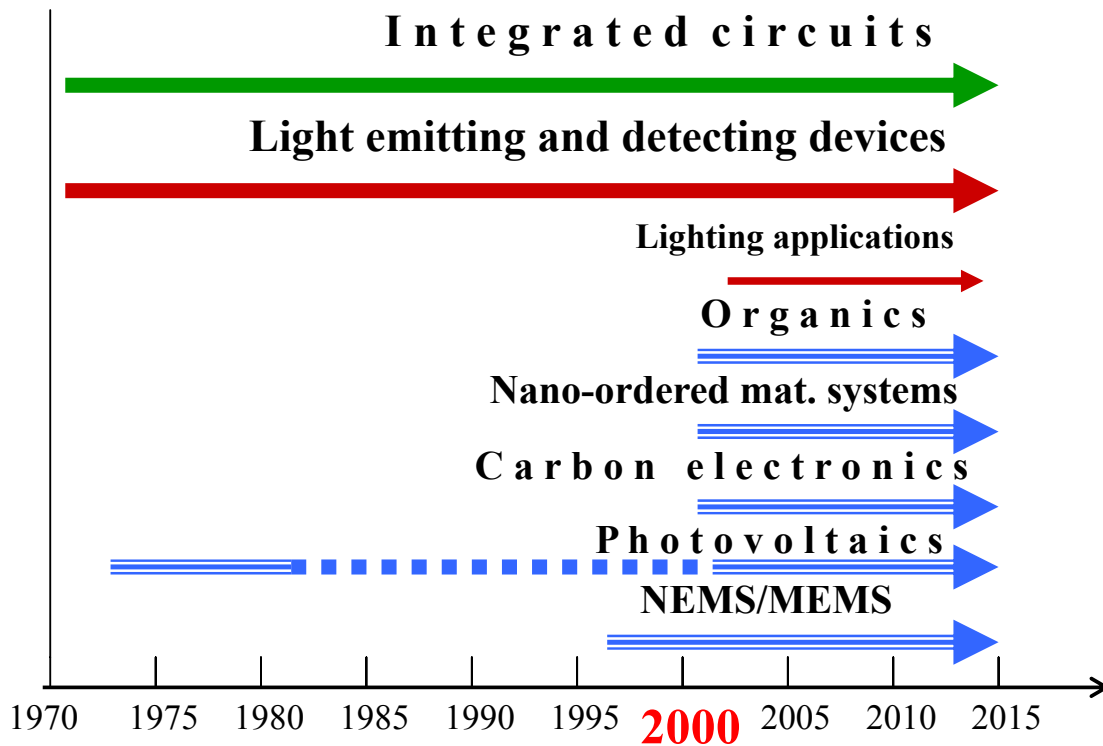 Integrated circuits
Light emitting and detecting devices
Lighting applications
Organics
Nano-ordered mat. systems
Carbon electronics
Photovoltaics
NEMS/MEMS
1970 1975 1980 1985 1990 1995 2000 2005 2010 2015